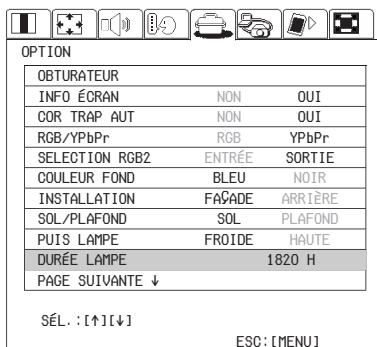 OPTION
OBTURATEUR
INFO ÉCRAN NON OUI
COR TRAP AUT NON OUI
RGB/YPbPr RGB YPbPr
SELECTION RGB2 ENTRÉE SORTIE
COULEUR FOND BLEU NOIR
INSTALLATION FAÇADE ARRIÈRE
SOL/PLAFOND SOL PLAFOND
PUIS LAMPE FROIDE HAUTE
DURÉE LAMPE 1820 H
PAGE SUIVANTE ↓
SÉL.:[↑][↓]
ESC:[MENU]